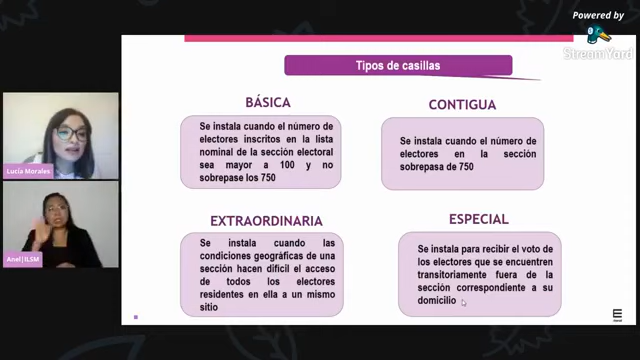 Powered by
StreamYard
Tipos de casillas
BÁSICA
Se instala cuando el número de
electores inscritos en la lista
nominal de la sección electoral
sea mayor a 100 y no
sobrepase los 750
CONTIGUA
Se instala cuando el número de
electores en la sección
sobrepasa de 750
EXTRAORDINARIA
Se instala cuando las
condiciones geográficas de una
sección hacen difícil el acceso
de todos los electores
residentes en ella a un mismo
sitio
ESPECIAL
Se instala para recibir el voto de
los electores que se encuentren
transitoriamente fuera de la
sección correspondiente a su
domicilio
Lucía Morales
Anel|ILSM